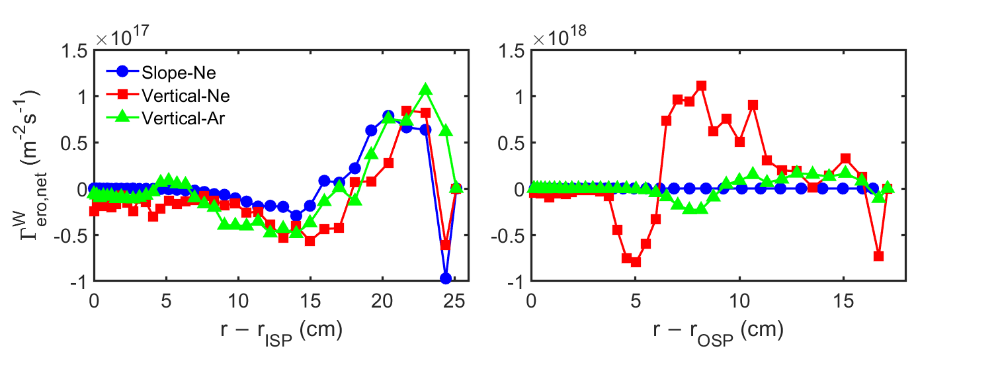 ×10^17
1.5
1
0.5
0
-0.5
-1
Slope-Ne
Vertical-Ne
Vertical-Ar
Γ^W_ero,net (m^-2 s^-1)
0 5 10 15 20 25
r − r_ISP (cm)
×10^18
1.5
1
0.5
0
-0.5
-1
0 5 10 15
r − r_OSP (cm)